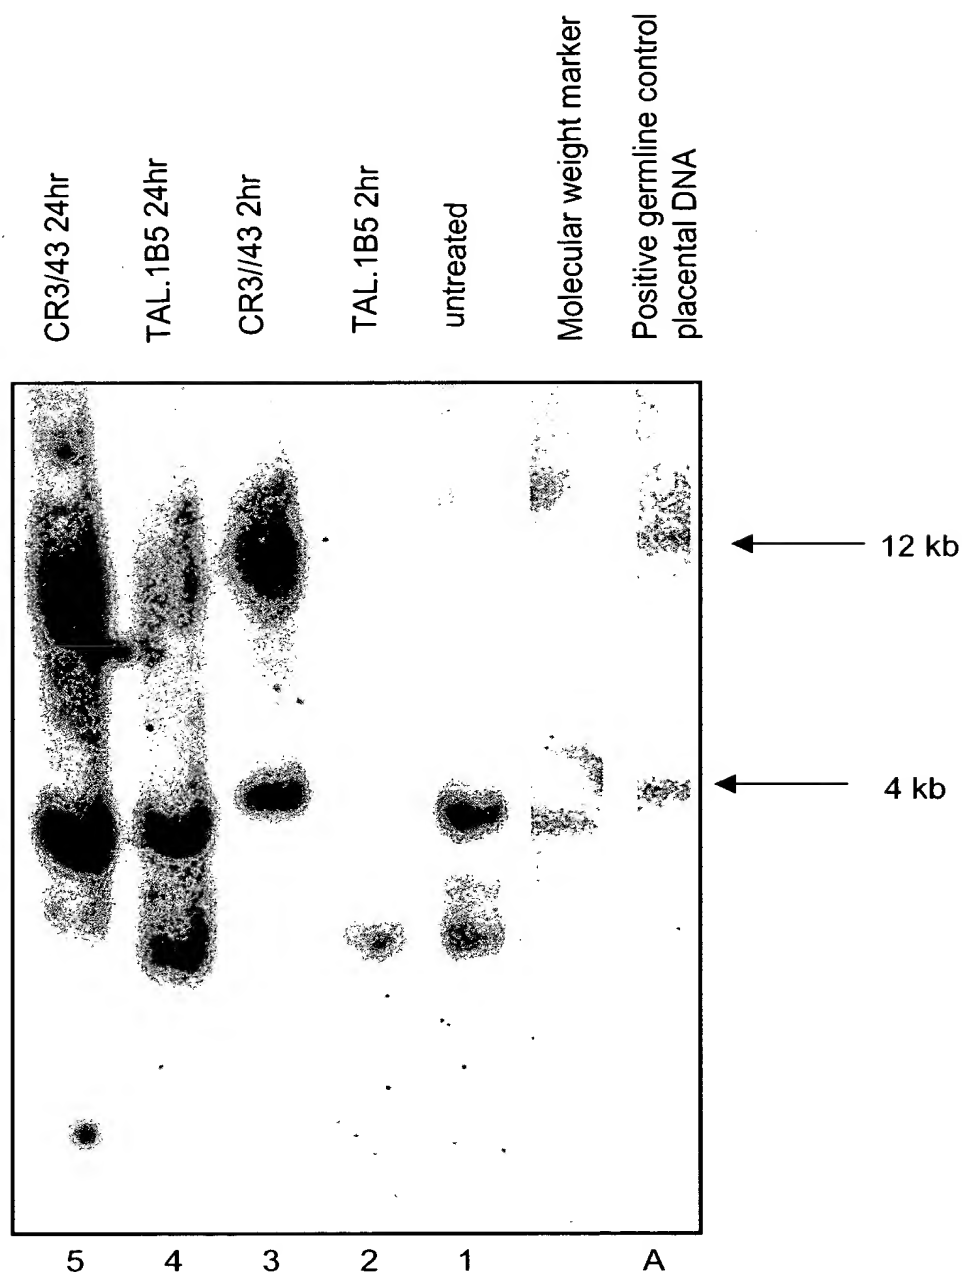 CR3/43 24hr
TAL.1B5 24hr
CR3//43 2hr
TAL.1B5 2hr
untreated
Molecular weight marker
Positive germline control
placental DNA
12 kb
4 kb
5 4 3 2 1 A